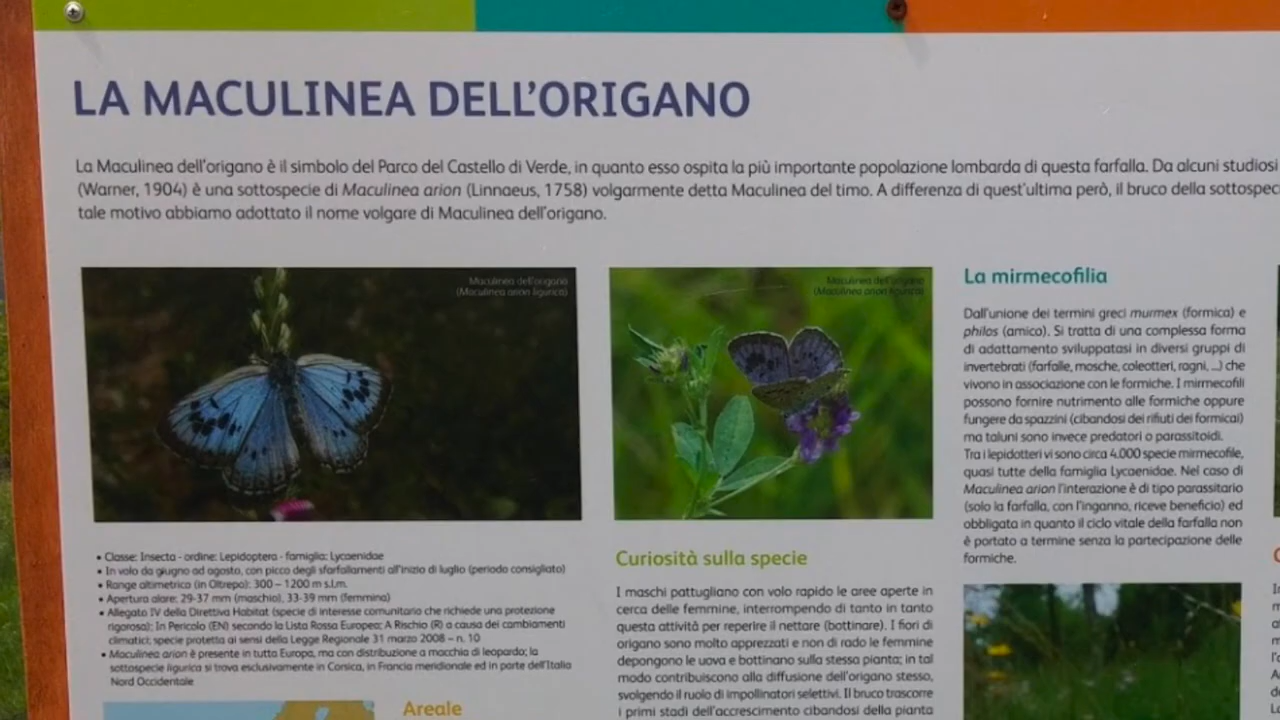 LA MACULINEA DELL'ORIGANO
La Maculinea dell'origano è il simbolo del Parco del Castello di Verde, in quanto esso ospita la più importante popolazione lombarda di questa farfalla. Da alcuni studiosi
(Warner, 1904) è una sottospecie di Maculinea arion (Linnaeus, 1758) volgarmente detta Maculinea del timo. A differenza di quest'ultima però, il bruco della sottospec
tale motivo abbiamo adottato il nome volgare di Maculinea dell'origano.
Maculinea dell'origano
(Maculinea arion ligurica)
• Classe: Insecta - ordine: Lepidoptera - famiglia: Lycaenidae
• In volo da giugno ad agosto, con picco degli sfarfallamenti all'inizio di luglio (periodo consigliato)
• Range altimetrico (in Oltrepo): 300 – 1200 m s.l.m.
• Apertura alare: 29-37 mm (maschio), 33-39 mm (femmina)
• Allegato IV della Direttiva Habitat (specie di interesse comunitario che richiede una protezione
rigorosa); In Pericolo (EN) secondo la Lista Rossa Europea; A Rischio (R) a causa dei cambiamenti
climatici; specie protetta ai sensi della Legge Regionale 31 marzo 2008 – n. 10
• Maculinea arion è presente in tutta Europa, ma con distribuzione a macchia di leopardo; la
sottospecie ligurica si trova esclusivamente in Corsica, in Francia meridionale ed in parte dell'Italia
Nord Occidentale
Areale
Maculinea dell'origano
(Maculinea arion ligurica)
Curiosità sulla specie
I maschi pattugliano con volo rapido le aree aperte in
cerca delle femmine, interrompendo di tanto in tanto
questa attività per reperire il nettare (bottinare). I fiori di
origano sono molto apprezzati e non di rado le femmine
depongono le uova e bottinano sulla stessa pianta; in tal
modo contribuiscono alla diffusione dell'origano stesso,
svolgendo il ruolo di impollinatori selettivi. Il bruco trascorre
i primi stadi dell'accrescimento cibandosi della pianta
La mirmecofilia
Dall'unione dei termini greci murmex (formica) e
philos (amico). Si tratta di una complessa forma
di adattamento sviluppatasi in diversi gruppi di
invertebrati (farfalle, mosche, coleotteri, ragni, ...) che
vivono in associazione con le formiche. I mirmecofili
possono fornire nutrimento alle formiche oppure
fungere da spazzini (cibandosi dei rifiuti dei formicai)
ma taluni sono invece predatori o parassitoidi.
Tra i lepidotteri vi sono circa 4.000 specie mirmecofile,
quasi tutte della famiglia Lycaenidae. Nel caso di
Maculinea arion l'interazione è di tipo parassitario
(solo la farfalla, con l'inganno, riceve beneficio) ed
obbligata in quanto il ciclo vitale della farfalla non
è portato a termine senza la partecipazione delle
formiche.